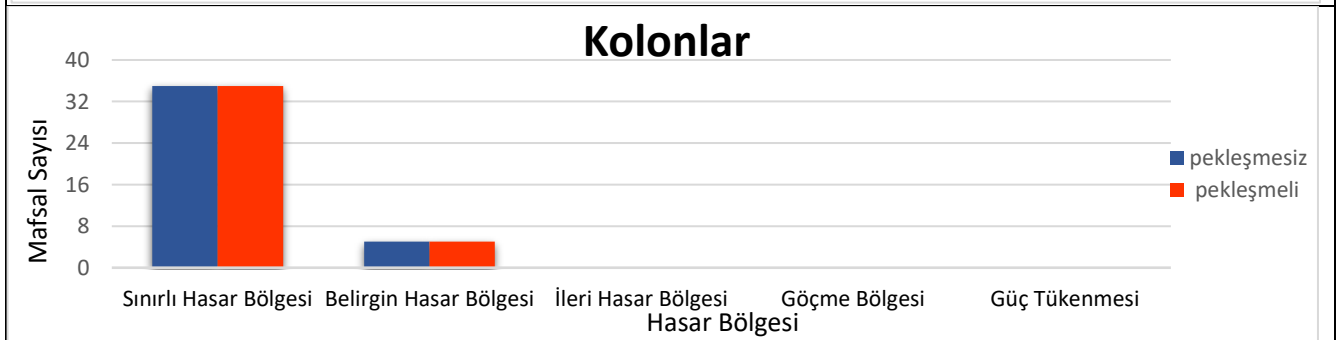 Kolonlar
Mafsal Sayısı
40
32
24
16
8
0
Sınırlı Hasar Bölgesi
Belirgin Hasar Bölgesi
İleri Hasar Bölgesi
Göçme Bölgesi
Güç Tükenmesi
Hasar Bölgesi
pekleşmesiz
pekleşmeli